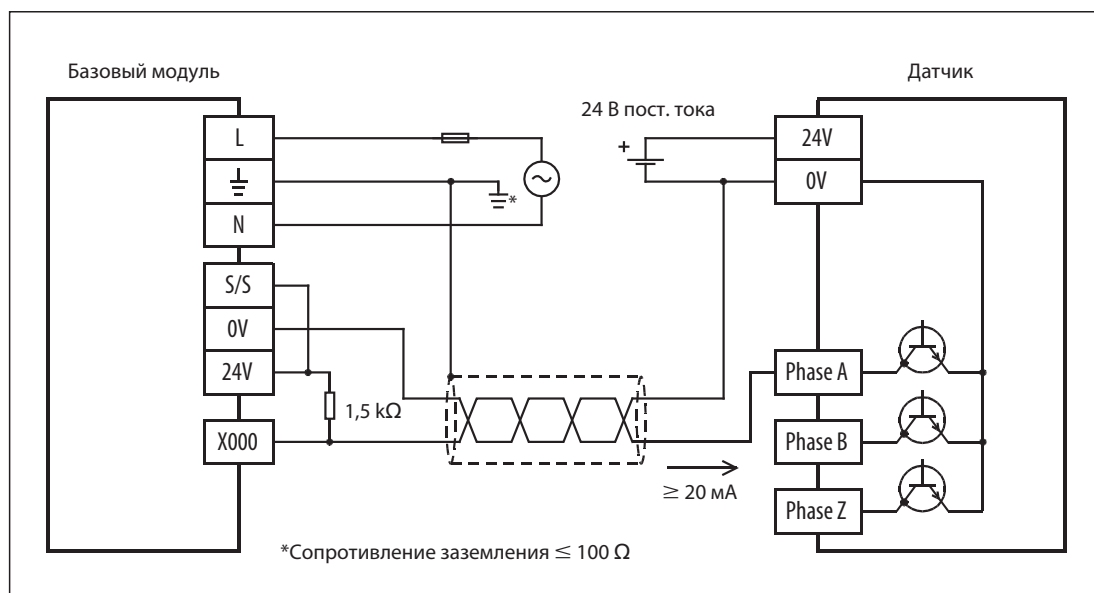 Базовый модуль
Датчик
24 В пост. тока
L
24V
+
0V
*
N
S/S
0V
24V
Phase A
1,5 kΩ
X000
Phase B
≧ 20 мА
Phase Z
*Сопротивление заземления ≦ 100 Ω